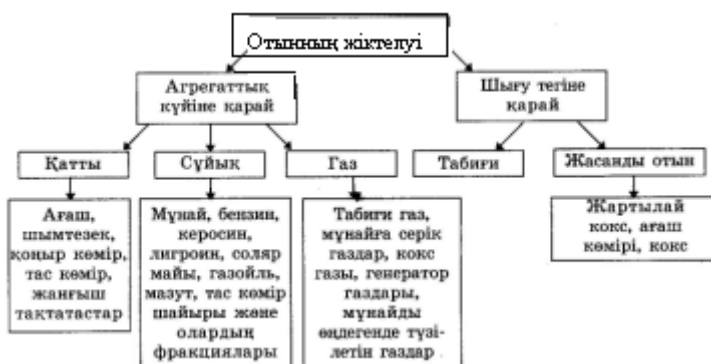 Отынның жіктелуі
Агрегаттық
күйіне қарай
Шығу тегіне
қарай
Қатты
Сұйық
Газ
Табиғи
Жасанды отын
Ағаш,
шымтезек,
қоңыр көмір,
тас көмір,
жанғыш
тақтатастар
Мұнай, бензин,
керосин,
лигроин, соляр
майы, газойль,
мазут, тас көмір
шайыры және
олардың
фракциялары
Табиғи газ,
мұнайға серік
газдар, кокс
газы, генератор
газдары,
мұнайды
өңдегенде түзі-
летін газдар
Жартылай
кокс, ағаш
көмірі, кокс